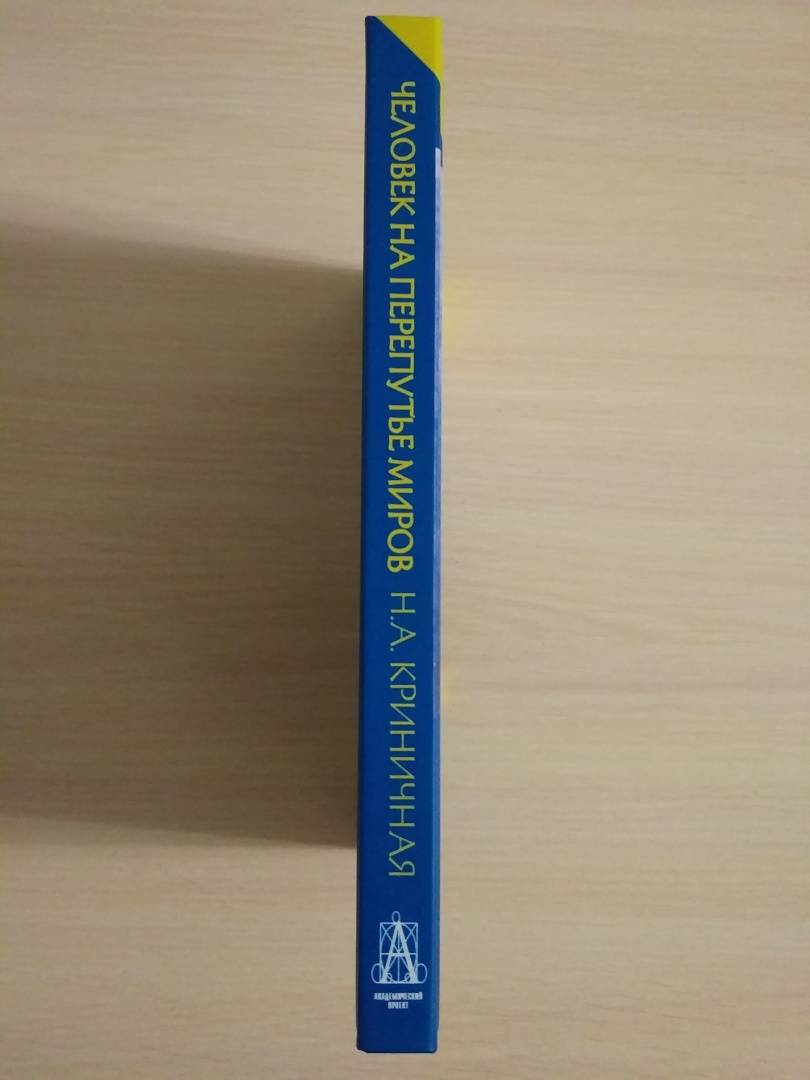 ЧЕЛОВЕК НА ПЕРЕПУТЬЕ МИРОВ Н.А. КРИНИЧНАЯ
А
АКАДЕМИЧЕСКИЙ
ПРОЕКТ